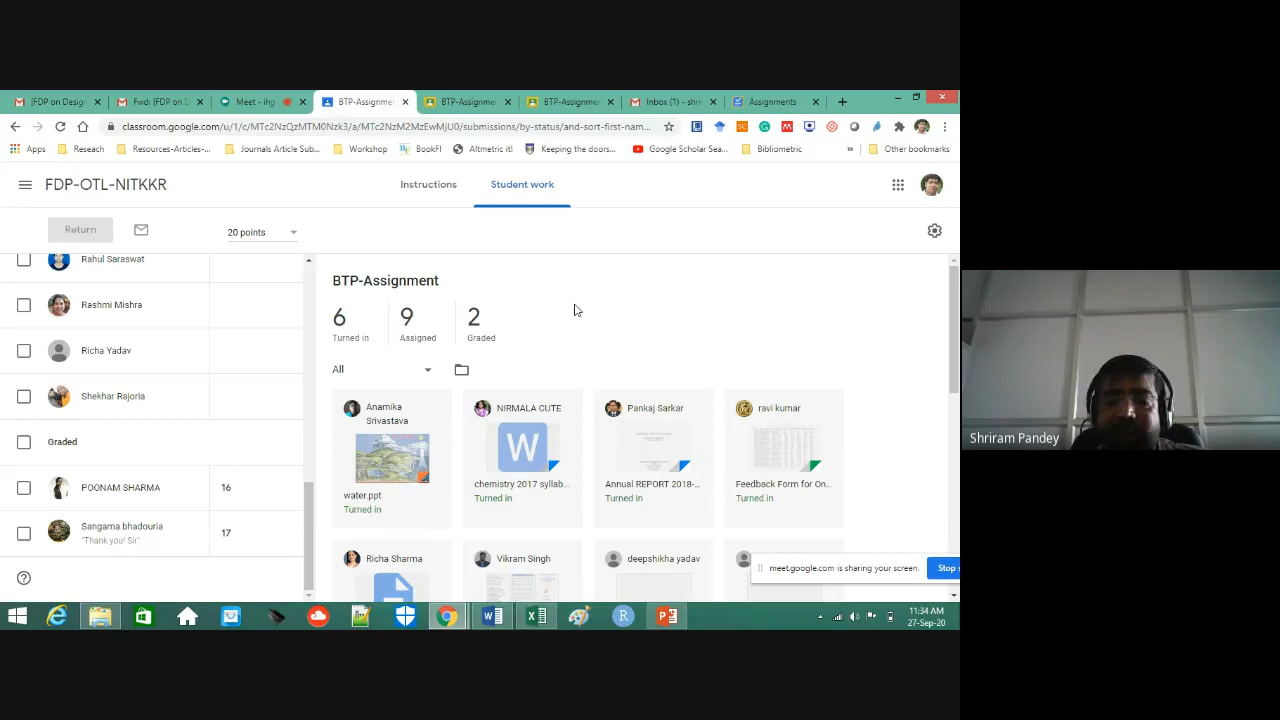 [FDP on Desig
Fwd: [FDP on D
Meet - ihg
BTP-Assignmen
BTP-Assignme
BTP-Assignme
Inbox (1) - shri
Assignments
classroom.google.com/u/1/c/MTc2NzQzMTM0Nzk3/a/MTc2NzM2MzEwMjU0/submissions/by-status/and-sort-first-nam...
Apps
Reseach
Resources-Articles-...
Journals Article Sub...
Workshop
BookFI
Altmetric it!
Keeping the doors...
Google Scholar Sea...
Bibliometric
»
Other bookmarks
FDP-OTL-NITKKR
Instructions
Student work
Return
20 points
Rahul Saraswat
Rashmi Mishra
Richa Yadav
Shekhar Rajoria
Graded
POONAM SHARMA 16
Sangama bhadouria 17
"Thank you! Sir"
BTP-Assignment
6 9 2
Turned in Assigned Graded
All
Anamika
Srivastava
water.ppt
Turned in
NIRMALA CUTE
W
chemistry 2017 syllab...
Turned in
Pankaj Sarkar
Annual REPORT 2018-...
Turned in
ravi kumar
Feedback Form for On...
Turned in
Richa Sharma
Vikram Singh
deepshikha yadav
meet.google.com is sharing your screen.
Stop s
11:34 AM
27-Sep-20
Shriram Pandey